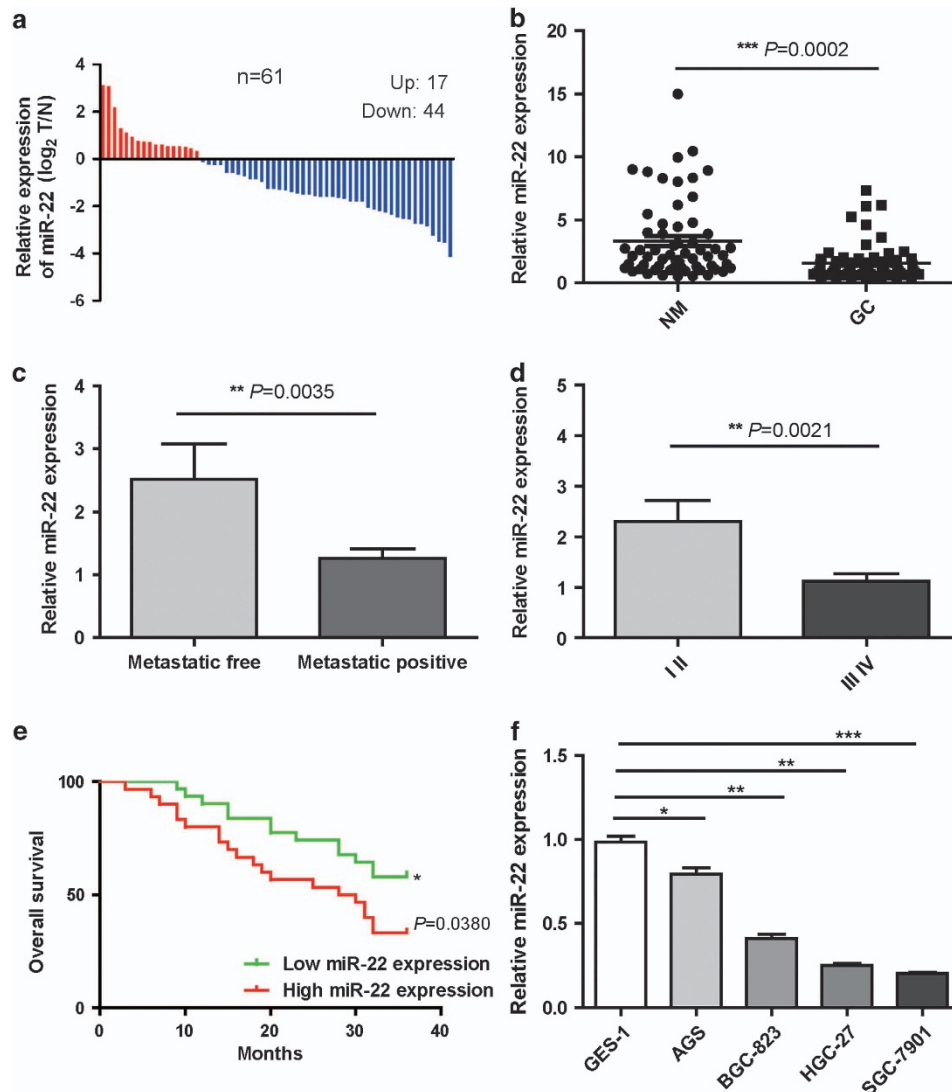 a
Relative expression
of miR-22 (log₂ T/N)
4
2
0
-2
-4
-6
n=61
Up: 17
Down: 44
b
Relative miR-22 expression
20
15
10
5
0
*** P=0.0002
NM
GC
c
Relative miR-22 expression
4
3
2
1
0
** P=0.0035
Metastatic free
Metastatic positive
d
Relative miR-22 expression
5
4
3
2
1
0
** P=0.0021
I II
III IV
e
Overall survival
100
50
0
*
P=0.0380
Low miR-22 expression
High miR-22 expression
0
10
20
30
40
Months
f
Relative miR-22 expression
1.5
1.0
0.5
0.0
***
**
**
*
GES-1
AGS
BGC-823
HGC-27
SGC-7901